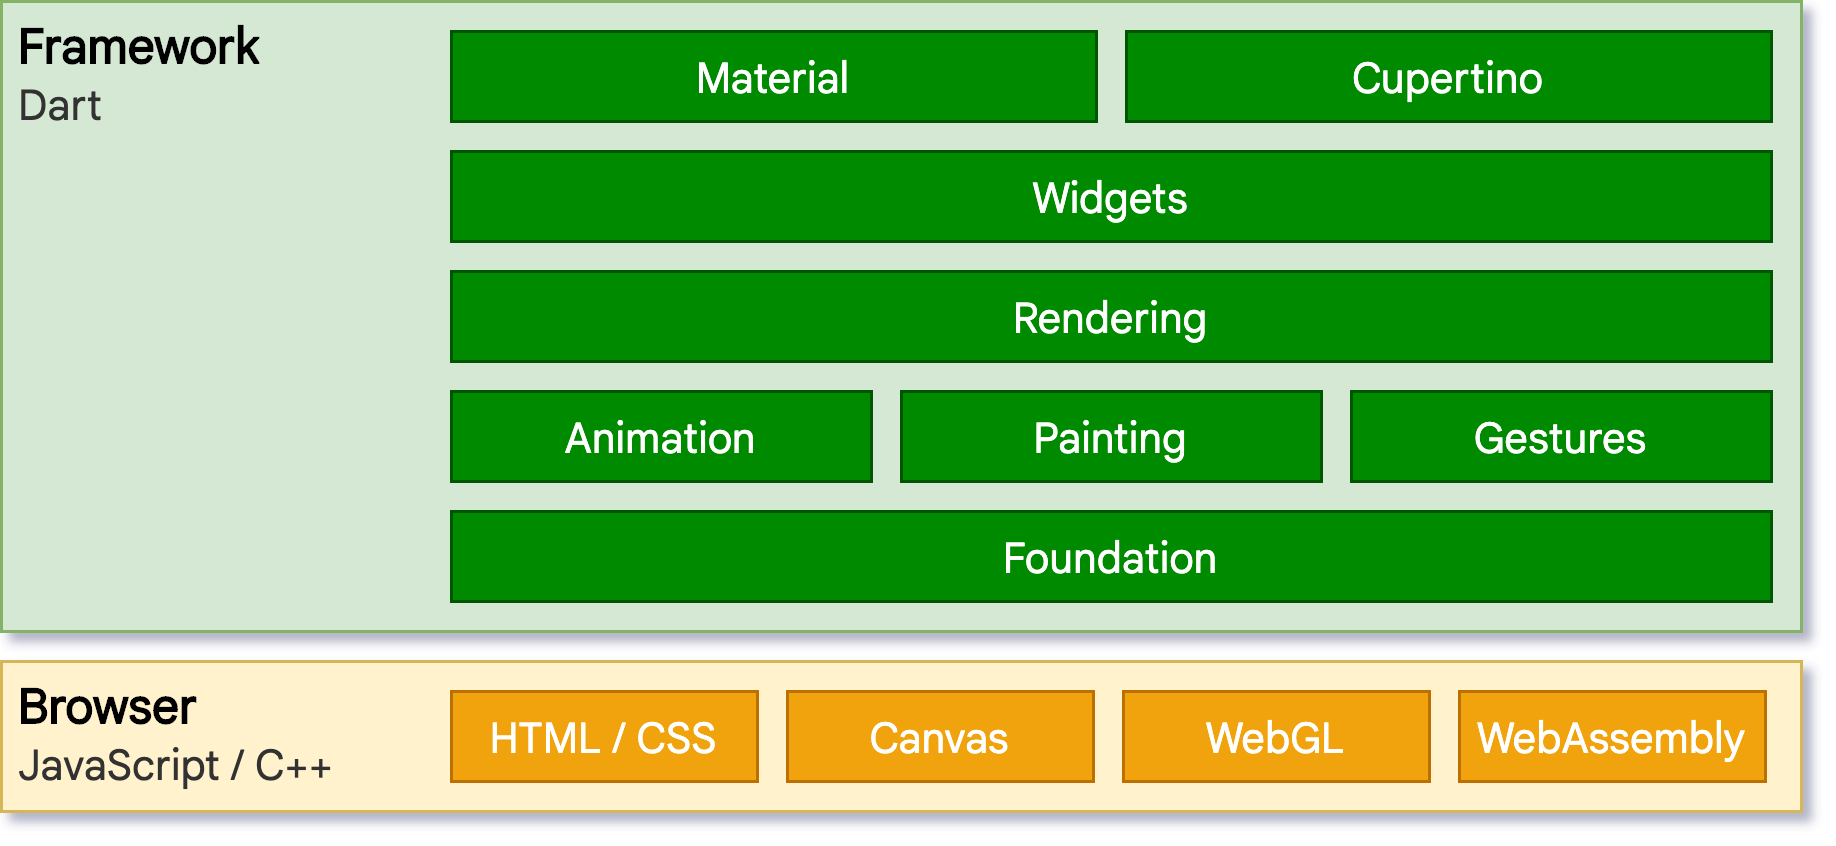 Framework
Dart
Material
Cupertino
Widgets
Rendering
Animation
Painting
Gestures
Foundation
Browser
JavaScript / C++
HTML / CSS
Canvas
WebGL
WebAssembly